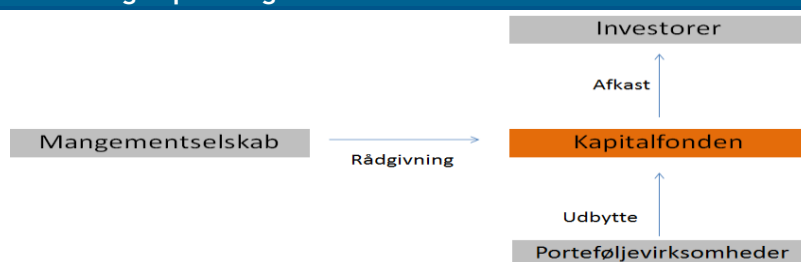 Investorer
Afkast
Mangementselskab
Rådgivning
Kapitalfonden
Udbytte
Porteføljevirksomheder